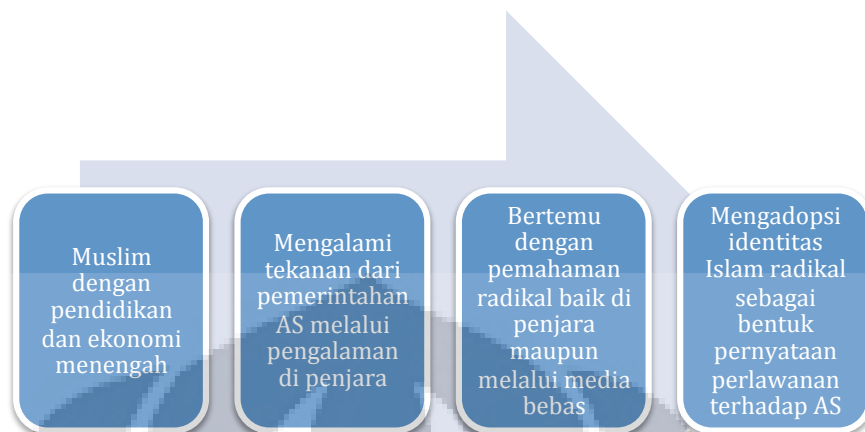 Muslim
dengan
pendidikan
dan ekonomi
menengah
Mengalami
tekanan dari
pemerintahan
AS melalui
pengalaman
di penjara
Bertemu
dengan
pemahaman
radikal baik di
penjara
maupun
melalui media
bebas
Mengadopsi
identitas
Islam radikal
sebagai
bentuk
pernyataan
perlawanan
terhadap AS